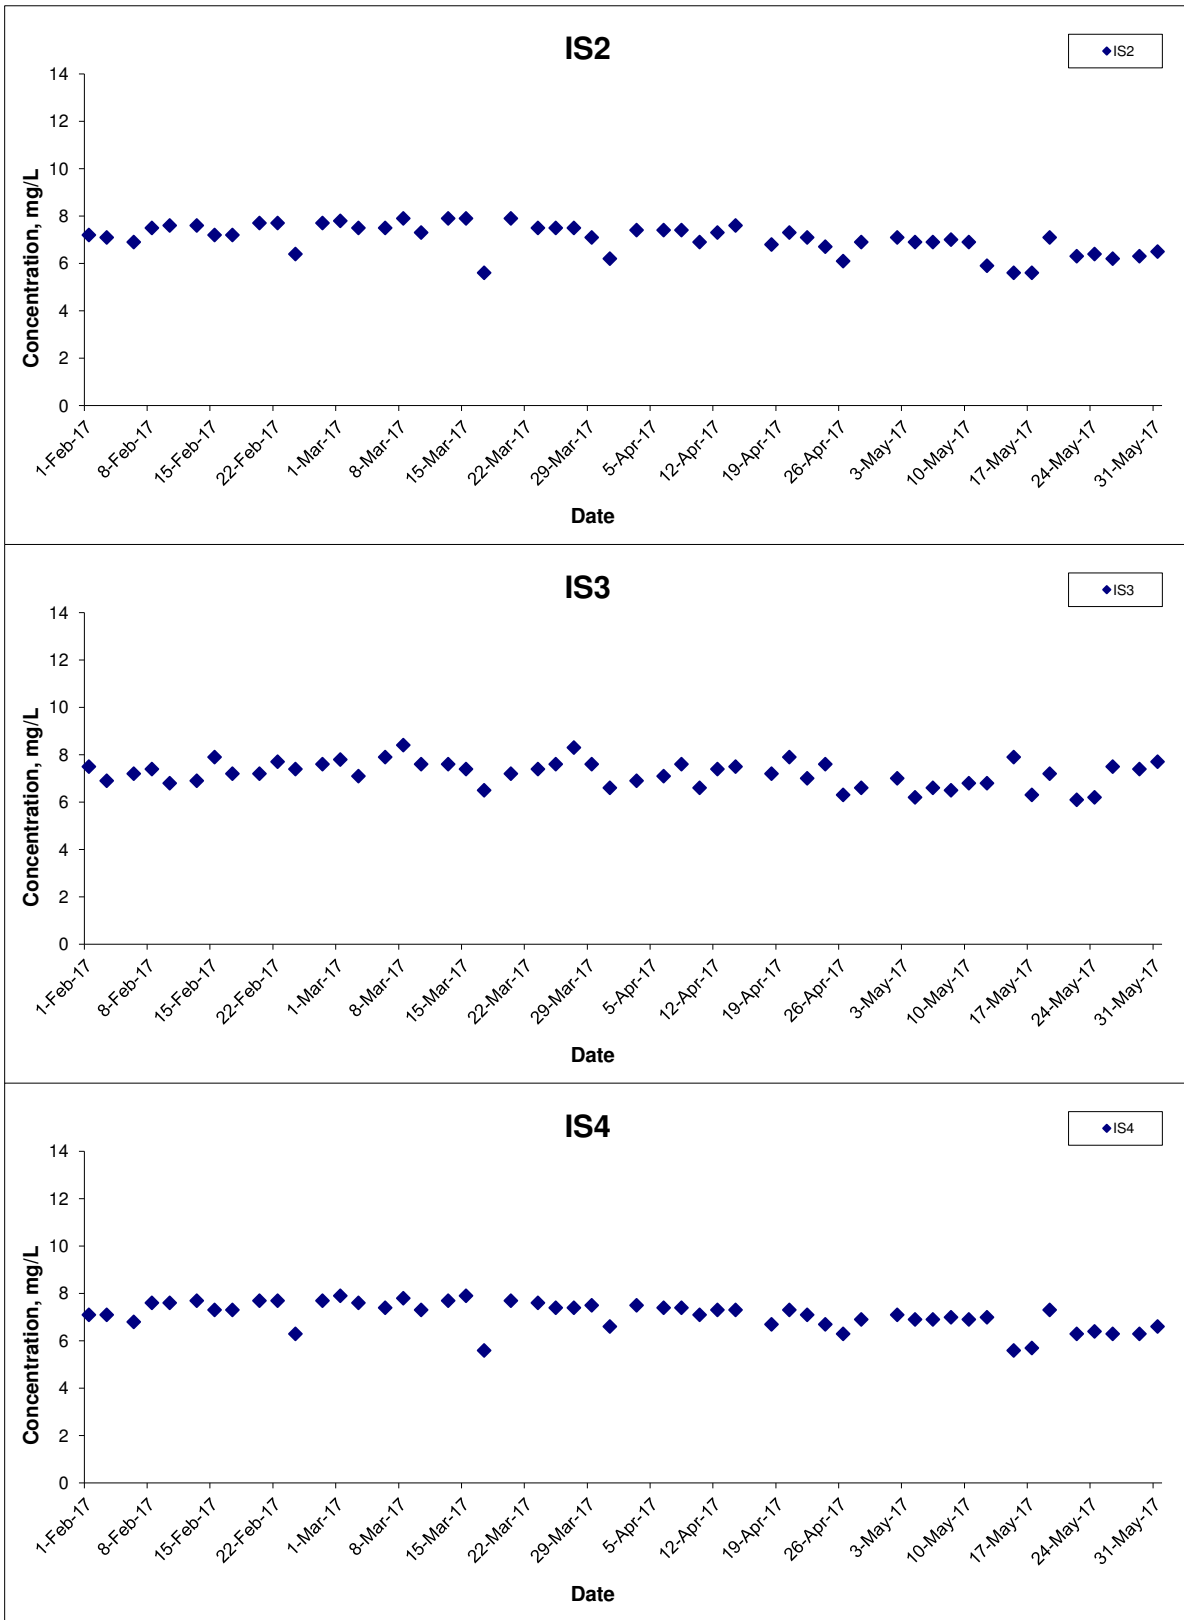 IS2
IS2
14
12
10
8
6
4
2
0
Concentration, mg/L
1-Feb-17
8-Feb-17
15-Feb-17
22-Feb-17
1-Mar-17
8-Mar-17
15-Mar-17
22-Mar-17
29-Mar-17
5-Apr-17
12-Apr-17
19-Apr-17
26-Apr-17
3-May-17
10-May-17
17-May-17
24-May-17
31-May-17
Date
IS3
IS3
14
12
10
8
6
4
2
0
Concentration, mg/L
1-Feb-17
8-Feb-17
15-Feb-17
22-Feb-17
1-Mar-17
8-Mar-17
15-Mar-17
22-Mar-17
29-Mar-17
5-Apr-17
12-Apr-17
19-Apr-17
26-Apr-17
3-May-17
10-May-17
17-May-17
24-May-17
31-May-17
Date
IS4
IS4
14
12
10
8
6
4
2
0
Concentration, mg/L
1-Feb-17
8-Feb-17
15-Feb-17
22-Feb-17
1-Mar-17
8-Mar-17
15-Mar-17
22-Mar-17
29-Mar-17
5-Apr-17
12-Apr-17
19-Apr-17
26-Apr-17
3-May-17
10-May-17
17-May-17
24-May-17
31-May-17
Date